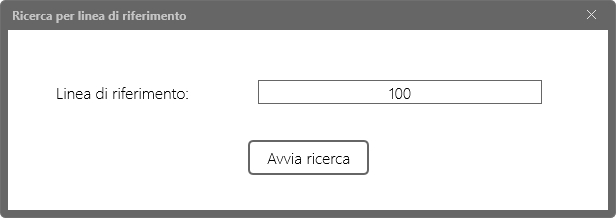 Ricerca per linea di riferimento
Linea di riferimento: 100
Avvia ricerca